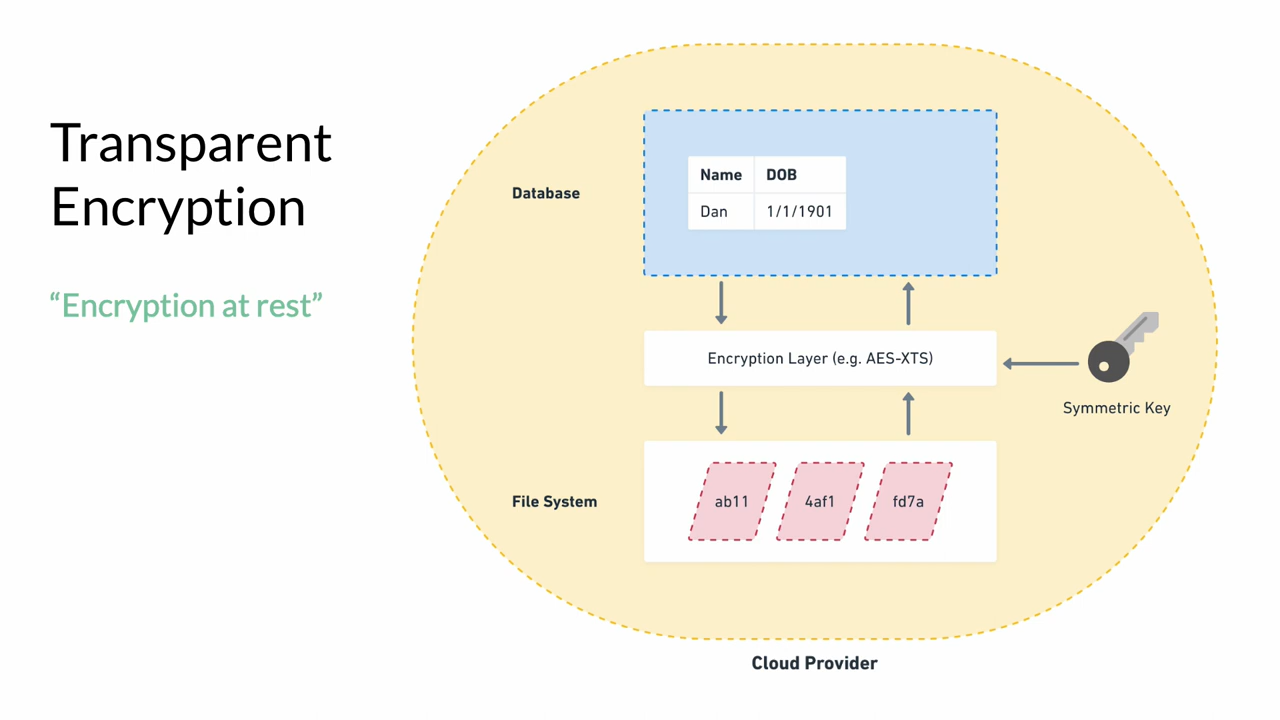 Transparent
Encryption
“Encryption at rest”
Database
Name DOB
Dan 1/1/1901
Encryption Layer (e.g. AES-XTS)
Symmetric Key
File System
ab11 4af1 fd7a
Cloud Provider